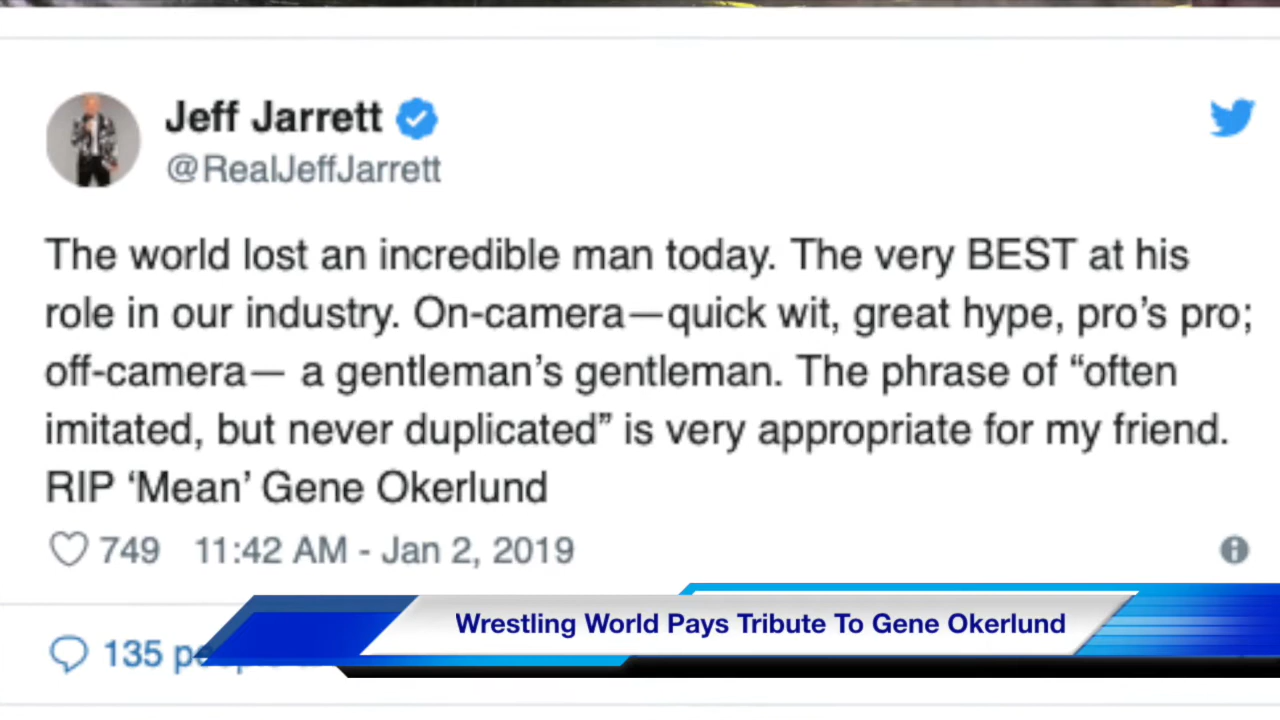 Jeff Jarrett
@RealJeffJarrett
The world lost an incredible man today. The very BEST at his
role in our industry. On-camera—quick wit, great hype, pro's pro;
off-camera— a gentleman's gentleman. The phrase of “often
imitated, but never duplicated” is very appropriate for my friend.
RIP ‘Mean’ Gene Okerlund
749 11:42 AM - Jan 2, 2019
Wrestling World Pays Tribute To Gene Okerlund
135